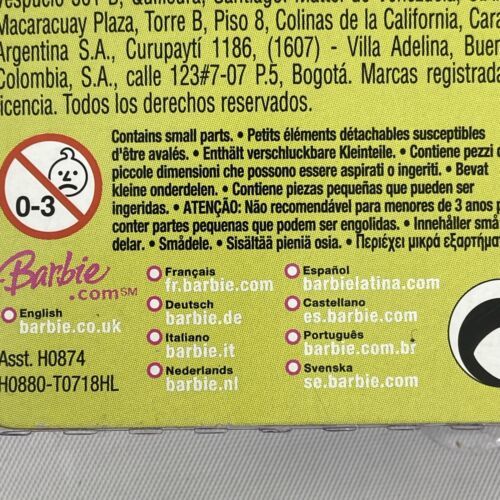 Macaracuay Plaza, Torre B, Piso 8, Colinas de la California, Cara
Argentina S.A., Curupaytí 1186, (1607) - Villa Adelina, Buen
Colombia, S.A., calle 123#7-07 P.5, Bogotá. Marcas registrada
licencia. Todos los derechos reservados.
0-3
Contains small parts. • Petits éléments détachables susceptibles
d'être avalés. • Enthält verschluckbare Kleinteile. • Contiene pezzi d
piccole dimensioni che possono essere aspirati o ingeriti. • Bevat
kleine onderdelen. • Contiene piezas pequeñas que pueden ser
ingeridas. • ATENÇÃO: Não recomendável para menores de 3 anos p
conter partes pequenas que podem ser engolidas. • Innehåller små
delar. • Smådele. • Sisältää pieniä osia. • Περιέχει μικρά εξαρτήματ
Barbie
.com SM
English
barbie.co.uk
Français
fr.barbie.com
Deutsch
barbie.de
Italiano
barbie.it
Nederlands
barbie.nl
Español
barbielatina.com
Castellano
es.barbie.com
Português
barbie.com.br
Svenska
se.barbie.com
Asst. H0874
H0880-T0718HL